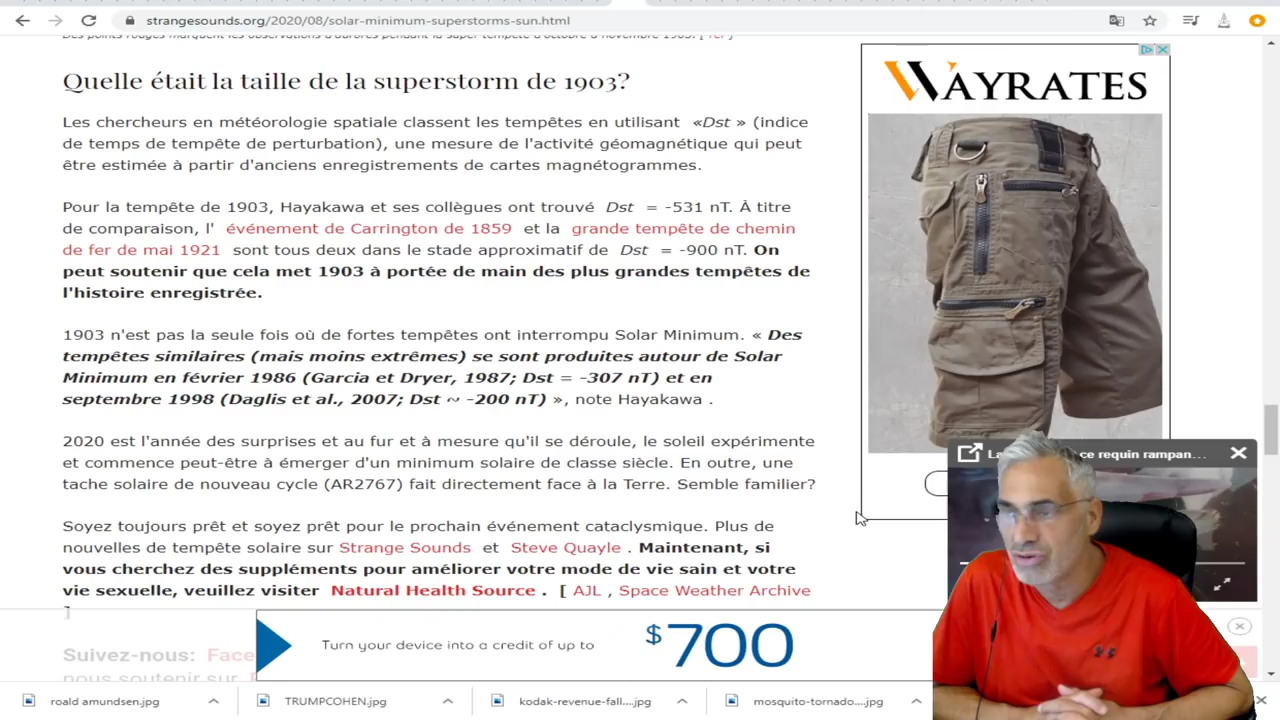 strangesounds.org/2020/08/solar-minimum-superstorms-sun.html
Quelle était la taille de la superstorm de 1903?
Les chercheurs en météorologie spatiale classent les tempêtes en utilisant «Dst » (indice
de temps de tempête de perturbation), une mesure de l'activité géomagnétique qui peut
être estimée à partir d'anciens enregistrements de cartes magnétogrammes.
Pour la tempête de 1903, Hayakawa et ses collègues ont trouvé Dst = -531 nT. À titre
de comparaison, l' événement de Carrington de 1859 et la grande tempête de chemin
de fer de mai 1921 sont tous deux dans le stade approximatif de Dst = -900 nT. On
peut soutenir que cela met 1903 à portée de main des plus grandes tempêtes de
l'histoire enregistrée.
1903 n'est pas la seule fois où de fortes tempêtes ont interrompu Solar Minimum. « Des
tempêtes similaires (mais moins extrêmes) se sont produites autour de Solar
Minimum en février 1986 (Garcia et Dryer, 1987; Dst = -307 nT) et en
septembre 1998 (Daglis et al., 2007; Dst ~ -200 nT) », note Hayakawa .
2020 est l'année des surprises et au fur et à mesure qu'il se déroule, le soleil expérimente
et commence peut-être à émerger d'un minimum solaire de classe siècle. En outre, une
tache solaire de nouveau cycle (AR2767) fait directement face à la Terre. Semble familier?
Soyez toujours prêt et soyez prêt pour le prochain événement cataclysmique. Plus de
nouvelles de tempête solaire sur Strange Sounds et Steve Quayle . Maintenant, si
vous cherchez des suppléments pour améliorer votre mode de vie sain et votre
vie sexuelle, veuillez visiter Natural Health Source . [ AJL , Space Weather Archive
]
Suivez-nous: Face
nous soutenir sur
WAYRATES
La ce requin rampan...
Turn your device into a credit of up to $700
roald amundsen.jpg
TRUMPCOHEN.jpg
kodak-revenue-fall....jpg
mosquito-tornado....jpg